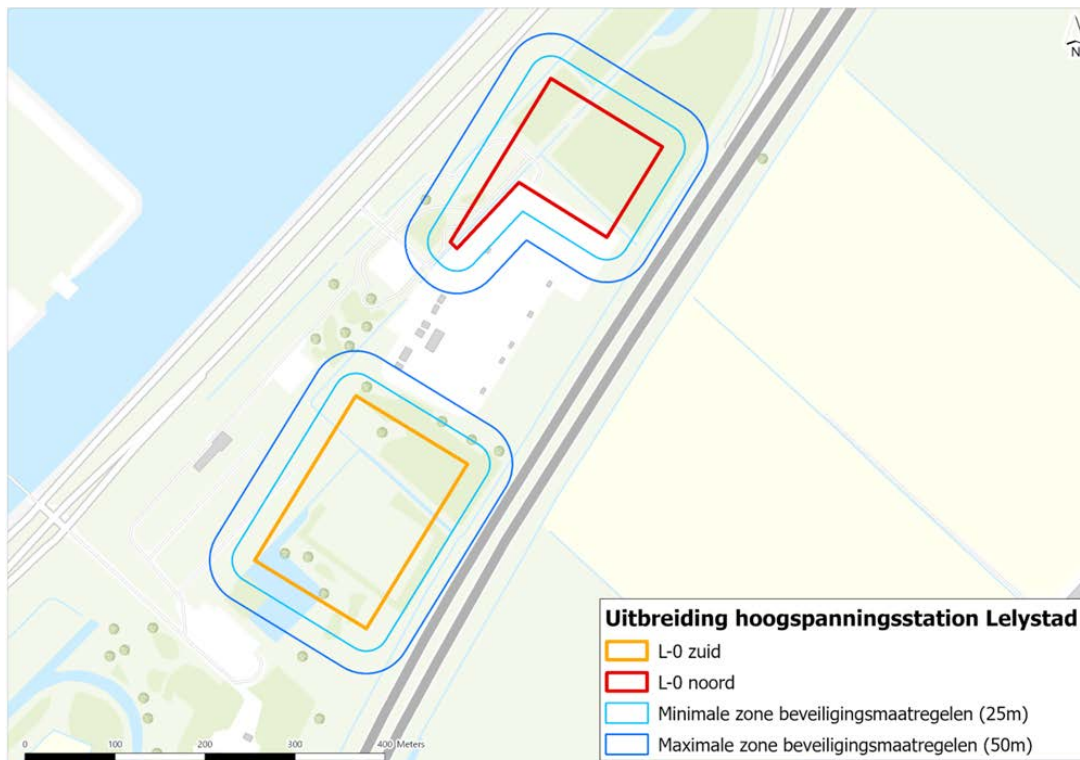 N
Uitbreiding hoogspanningsstation Lelystad
L-0 zuid
L-0 noord
Minimale zone beveiligingsmaatregelen (25m)
Maximale zone beveiligingsmaatregelen (50m)
0 100 200 300 400 Meters